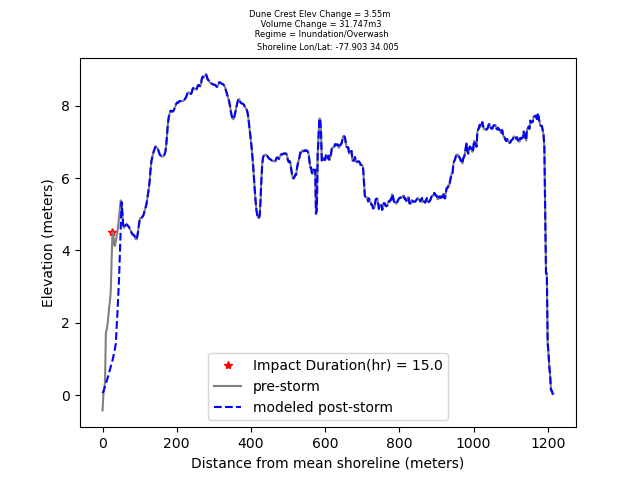 Dune Crest Elev Change = 3.55m
Volume Change = 31.747m3
Regime = Inundation/Overwash
Shoreline Lon/Lat: -77.903 34.005
8
6
4
2
0
Elevation (meters)
Impact Duration(hr) = 15.0
pre-storm
modeled post-storm
0 200 400 600 800 1000 1200
Distance from mean shoreline (meters)